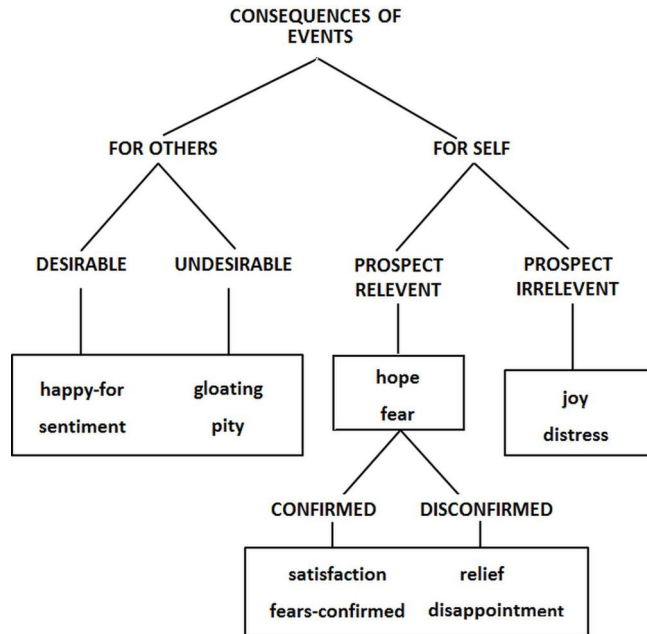 CONSEQUENCES OF
EVENTS
FOR OTHERS FOR SELF
DESIRABLE UNDESIRABLE PROSPECT PROSPECT
RELEVENT IRRELEVENT
happy-for gloating hope joy
sentiment pity fear distress
CONFIRMED DISCONFIRMED
satisfaction relief
fears-confirmed disappointment